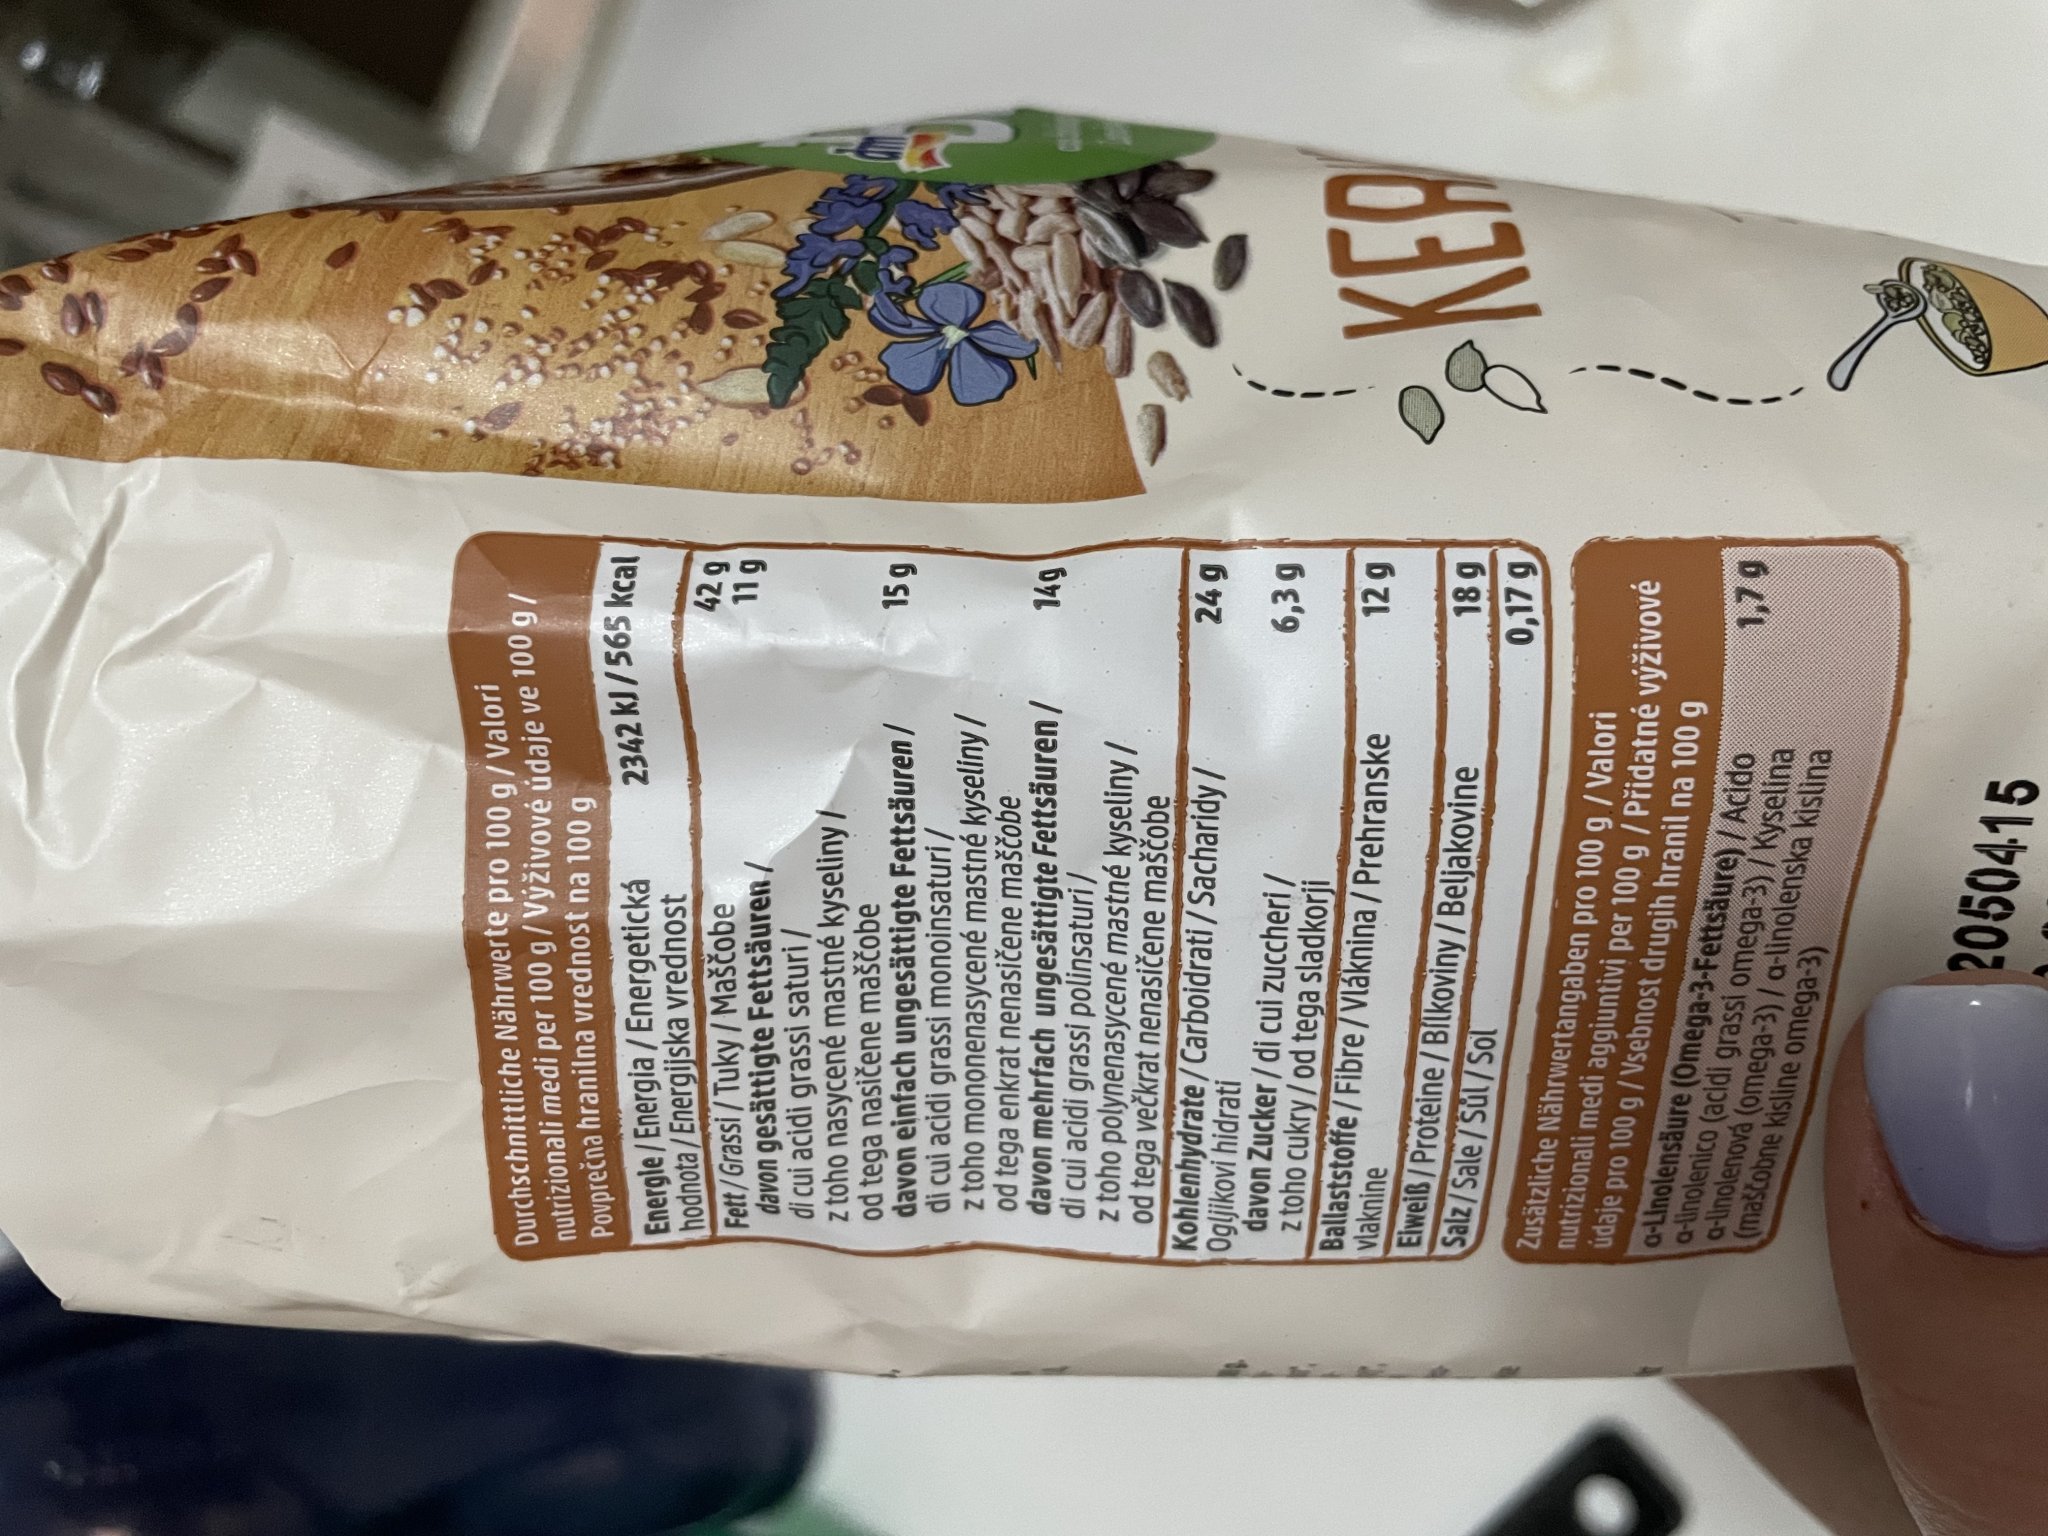 Durchschnittliche Nährwerte pro 100 g / Valori
nutrizionali medi per 100 g / Výživové údaje ve 100 g /
Povprečna hranilna vrednost na 100 g
Energie / Energia / Energetická 2342 kJ / 565 kcal
hodnota / Energijska vrednost
Fett / Grassi / Tuky / Maščobe 42 g
davon gesättigte Fettsäuren / 11 g
di cui acidi grassi saturi /
z toho nasycené mastné kyseliny /
od tega nasičene maščobe
davon einfach ungesättigte Fettsäuren / 15 g
di cui acidi grassi monoinsaturi /
z toho mononenasycené mastné kyseliny /
od tega enkrat nenasičene maščobe
davon mehrfach ungesättigte Fettsäuren / 14 g
di cui acidi grassi polinsaturi /
z toho polynenasycené mastné kyseliny /
od tega večkrat nenasičene maščobe
Kohlenhydrate / Carboidrati / Sacharidy / 24 g
Ogljikovi hidrati
davon Zucker / di cui zuccheri / 6,3 g
z toho cukry / od tega sladkorji
Ballaststoffe / Fibre / Vláknina / Prehranske 12 g
vlaknine
Eiweiß / Proteine / Bílkoviny / Beljakovine 18 g
Salz / Sale / Sůl / Sol 0,17 g
Zusätzliche Nährwertangaben pro 100 g / Valori
nutrizionali medi aggiuntivi per 100 g / Přidatné výživové
údaje pro 100 g / Vsebnost drugih hranil na 100 g
α-Linolensäure (Omega-3-Fettsäure) / Acido 1,7 g
α-linolenico (acidi grassi omega-3) / Kyselina
α-linolenová (omega-3) / α-linolenska kislina
(maščobne kisline omega-3)
2050415
KER
dm